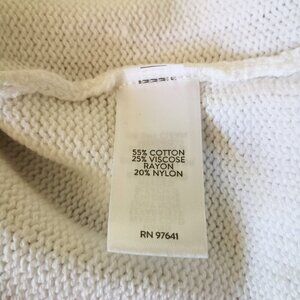 55% COTTON
25% VISCOSE
RAYON
20% NYLON
RN 97641